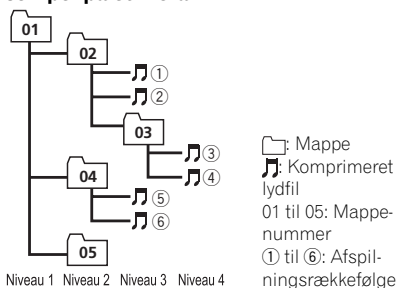 01
02
①
②
03
③
④
04
⑤
⑥
05
Niveau 1 Niveau 2 Niveau 3 Niveau 4
: Mappe
: Komprimeret
lydfil
01 til 05: Mappe-
nummer
① til ⑥: Afspil-
ningsrækkefølge